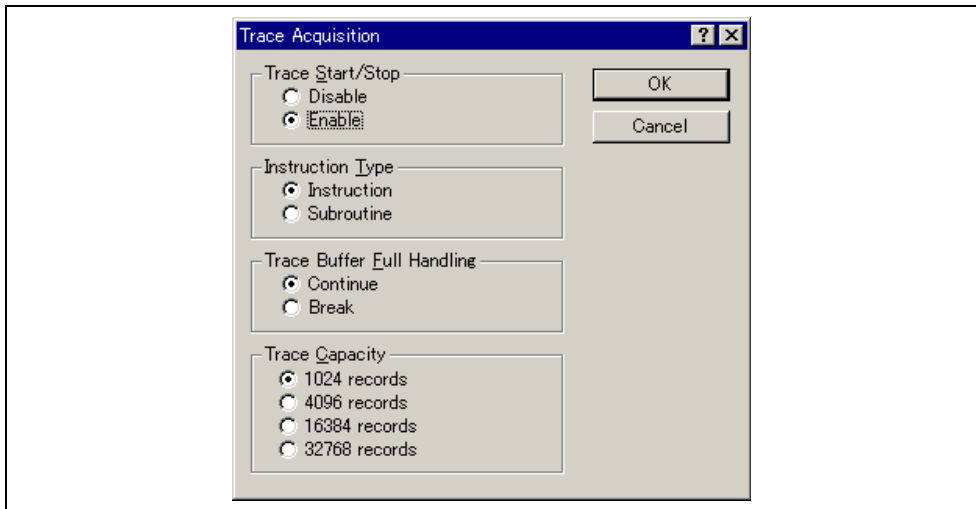 Trace Acquisition
Trace Start/Stop
Disable
Enable
OK
Cancel
Instruction Type
Instruction
Subroutine
Trace Buffer Full Handling
Continue
Break
Trace Capacity
1024 records
4096 records
16384 records
32768 records